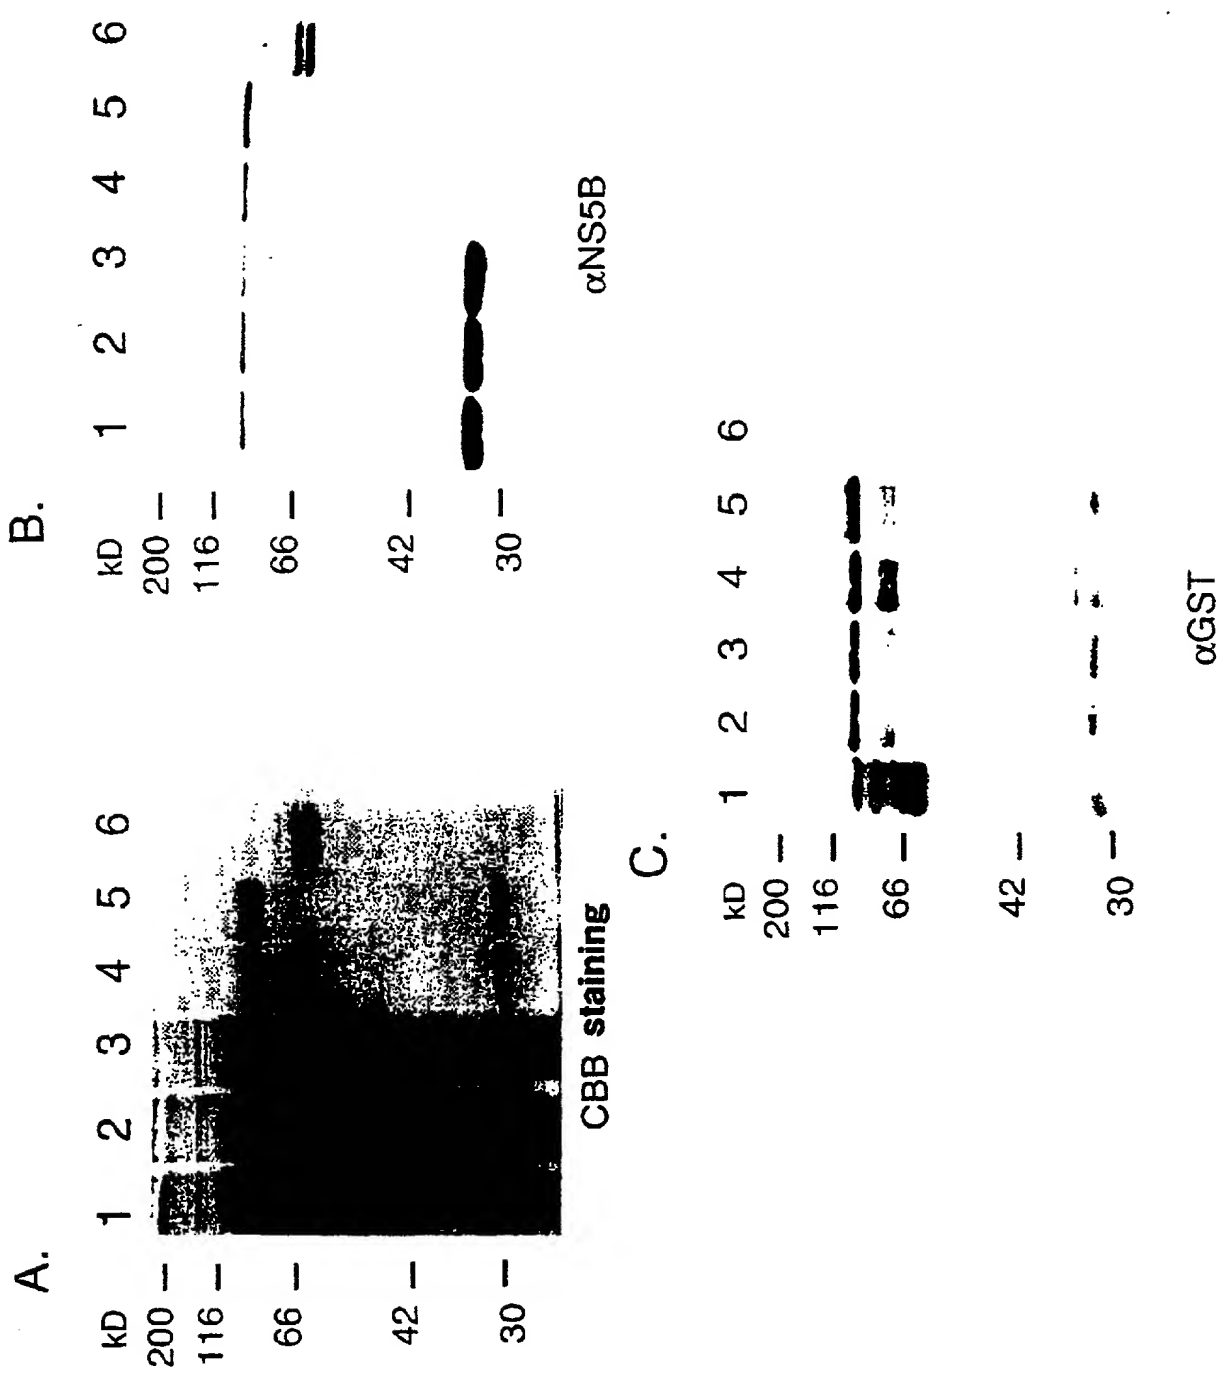 A.
kD 1 2 3 4 5 6
200 –
116 –
66 –
42 –
30 –
CBB staining
B.
kD 1 2 3 4 5 6
200 –
116 –
66 –
42 –
30 –
αNS5B
C.
kD 1 2 3 4 5 6
200 –
116 –
66 –
42 –
30 –
αGST